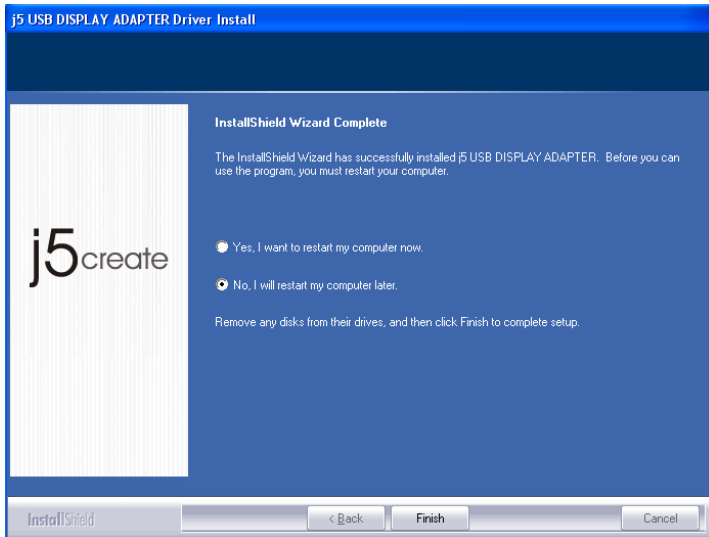 j5 USB DISPLAY ADAPTER Driver Install
InstallShield Wizard Complete
The InstallShield Wizard has successfully installed j5 USB DISPLAY ADAPTER.  Before you can
use the program, you must restart your computer.
j5create
Yes, I want to restart my computer now.
No, I will restart my computer later.
Remove any disks from their drives, and then click Finish to complete setup.
InstallShield
< Back
Finish
Cancel